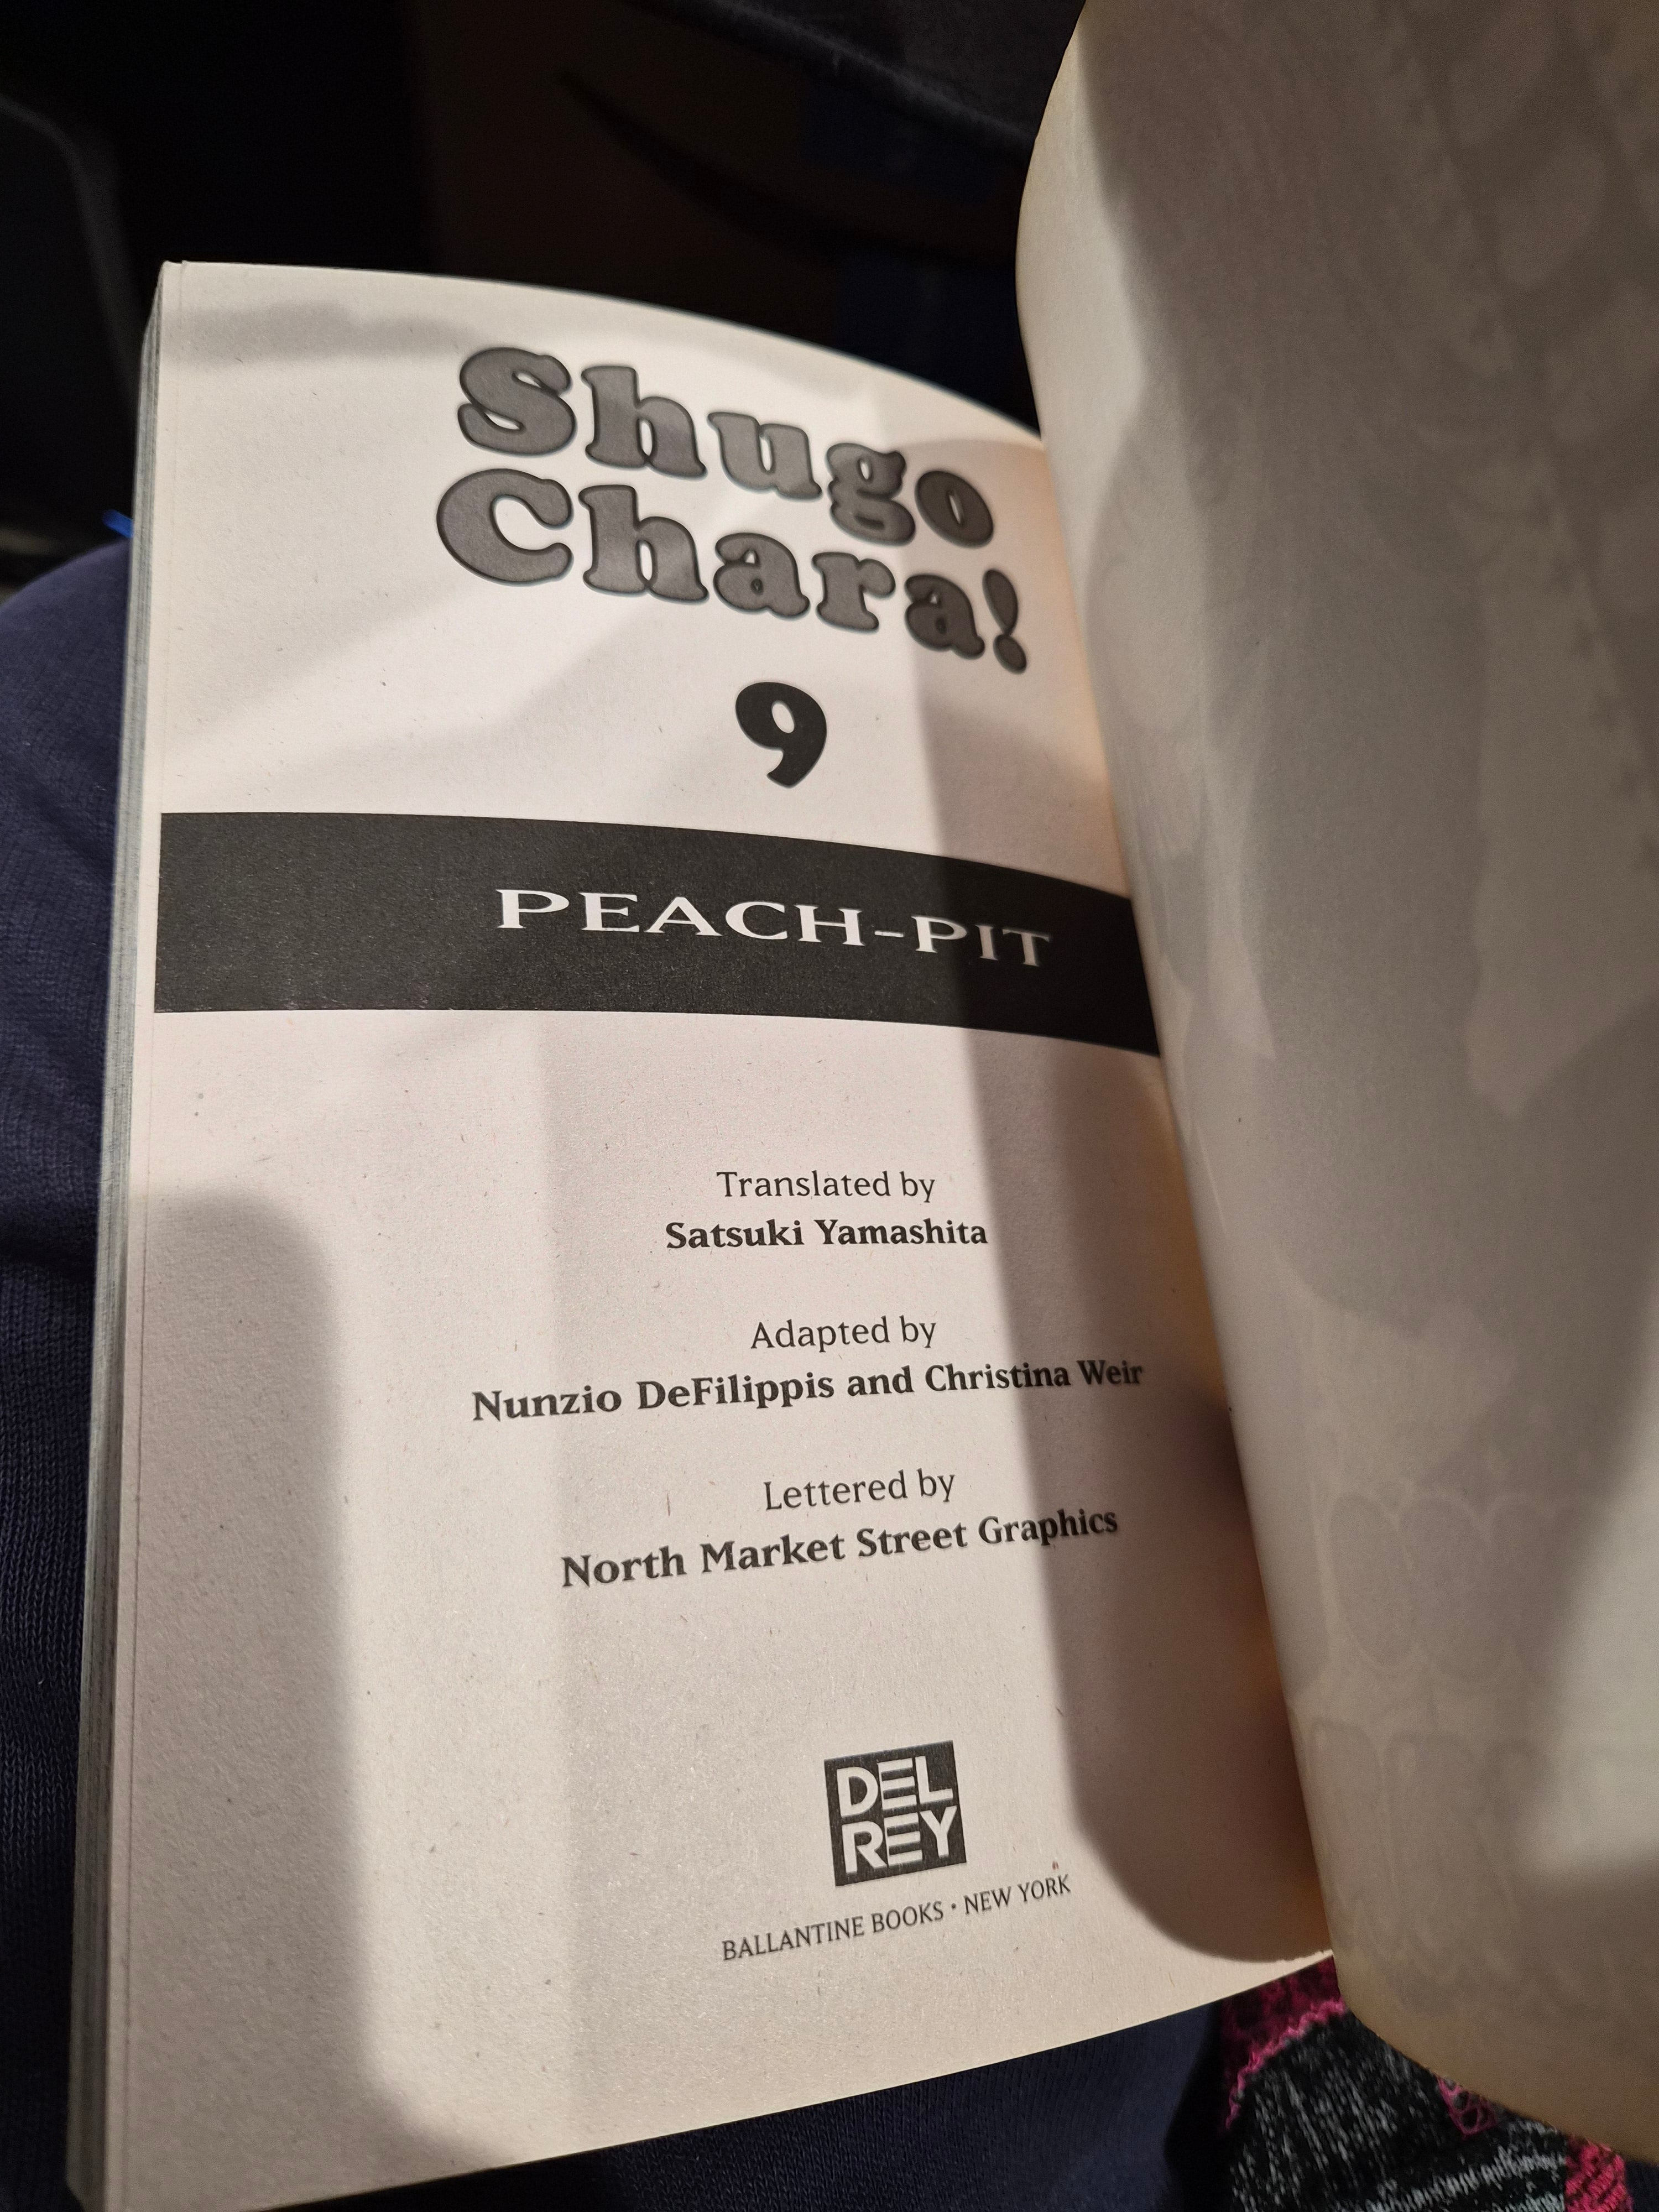 Shugo
Chara!
9
PEACH-PIT
Translated by
Satsuki Yamashita
Adapted by
Nunzio DeFilippis and Christina Weir
Lettered by
North Market Street Graphics
DEL
REY
BALLANTINE BOOKS • NEW YORK